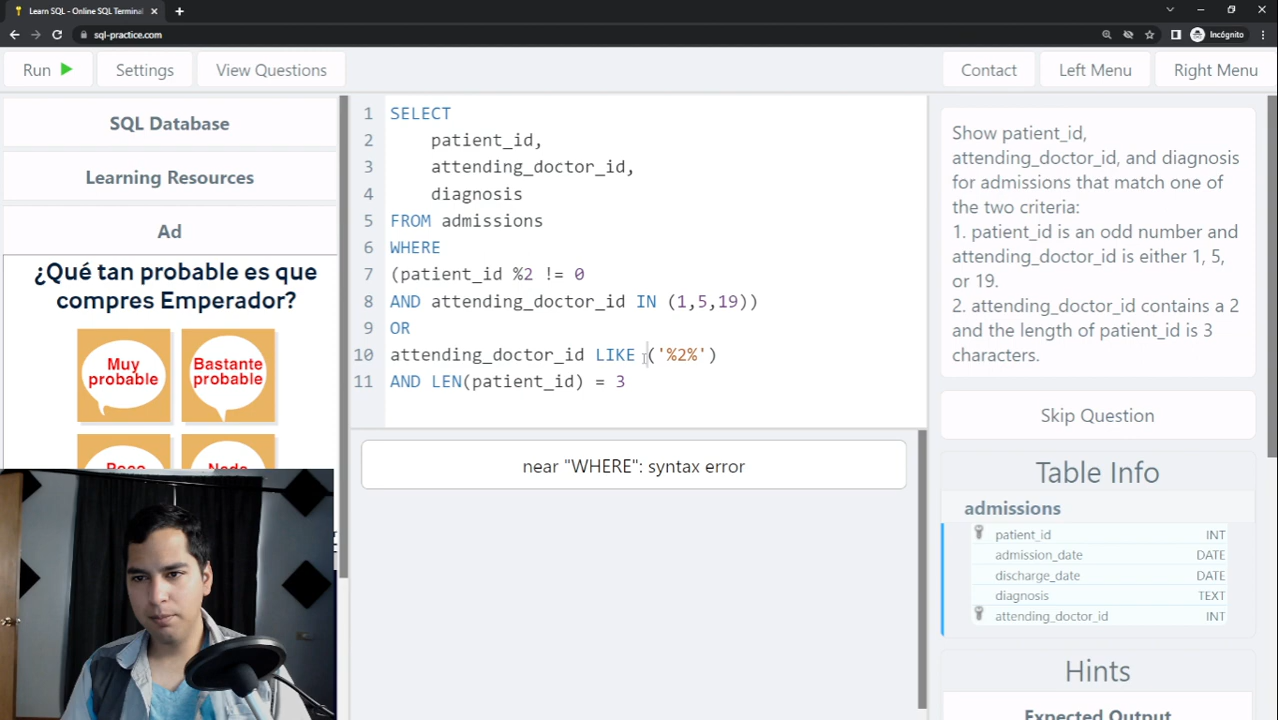 Learn SQL - Online SQL Terminal
sql-practice.com
Incógnito
Run
Settings
View Questions
Contact
Left Menu
Right Menu
SQL Database
Learning Resources
Ad
¿Qué tan probable es que
compres Emperador?
Muy
probable
Bastante
probable
1 SELECT
2 patient_id,
3 attending_doctor_id,
4 diagnosis
5 FROM admissions
6 WHERE
7 (patient_id %2 != 0
8 AND attending_doctor_id IN (1,5,19))
9 OR
10 attending_doctor_id LIKE ('%2%')
11 AND LEN(patient_id) = 3
near "WHERE": syntax error
Show patient_id,
attending_doctor_id, and diagnosis
for admissions that match one of
the two criteria:
1. patient_id is an odd number and
attending_doctor_id is either 1, 5,
or 19.
2. attending_doctor_id contains a 2
and the length of patient_id is 3
characters.
Skip Question
Table Info
admissions
patient_id INT
admission_date DATE
discharge_date DATE
diagnosis TEXT
attending_doctor_id INT
Hints
Expected Output